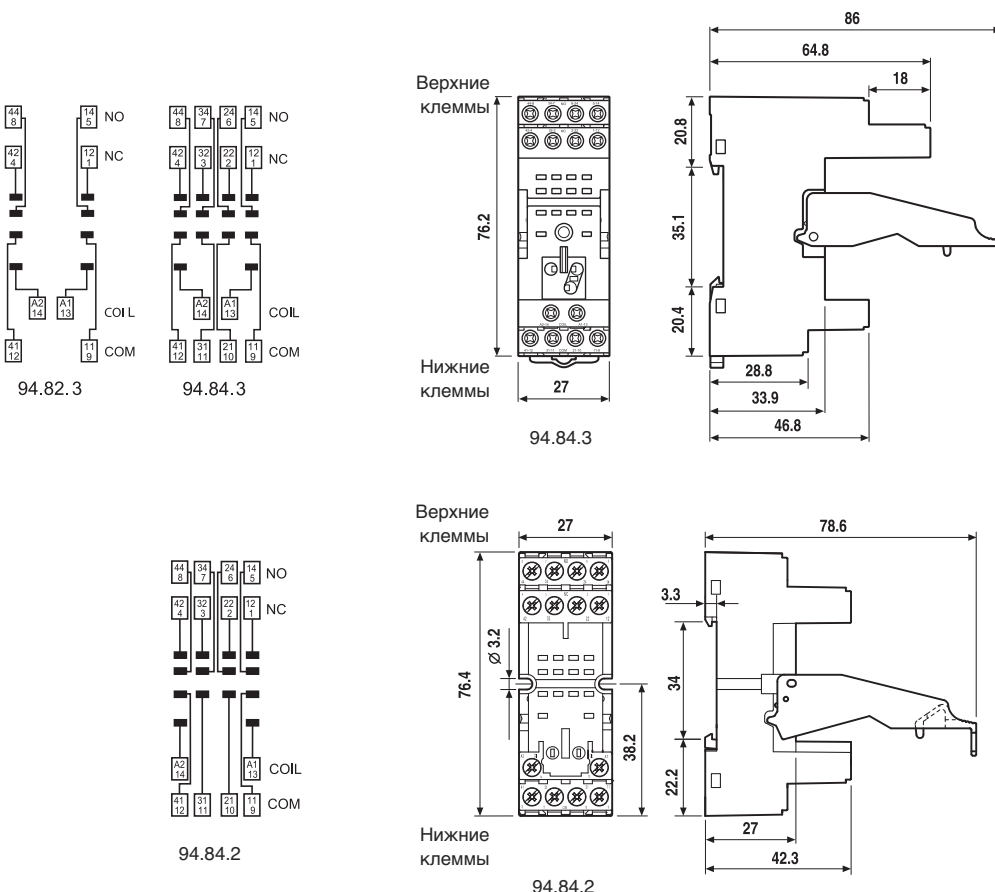 44 8
14 5
NO
42 4
12 1
NC
A2 14
A1 13
COIL
41 12
11 9
COM
94.82.3
44 8
34 7
24 6
14 5
NO
42 4
32 3
22 2
12 1
NC
A2 14
A1 13
COIL
41 12
31 11
21 10
11 9
COM
94.84.3
Верхние
клеммы
76.2
Нижние
клеммы
27
94.84.3
86
64.8
18
20.8
35.1
20.4
28.8
33.9
46.8
44 8
34 7
24 6
14 5
NO
42 4
32 3
22 2
12 1
NC
A2 14
A1 13
COIL
41 12
31 11
21 10
11 9
COM
94.84.2
Верхние
клеммы
27
Ø 3.2
76.4
38.2
Нижние
клеммы
94.84.2
78.6
3.3
34
22.2
27
42.3